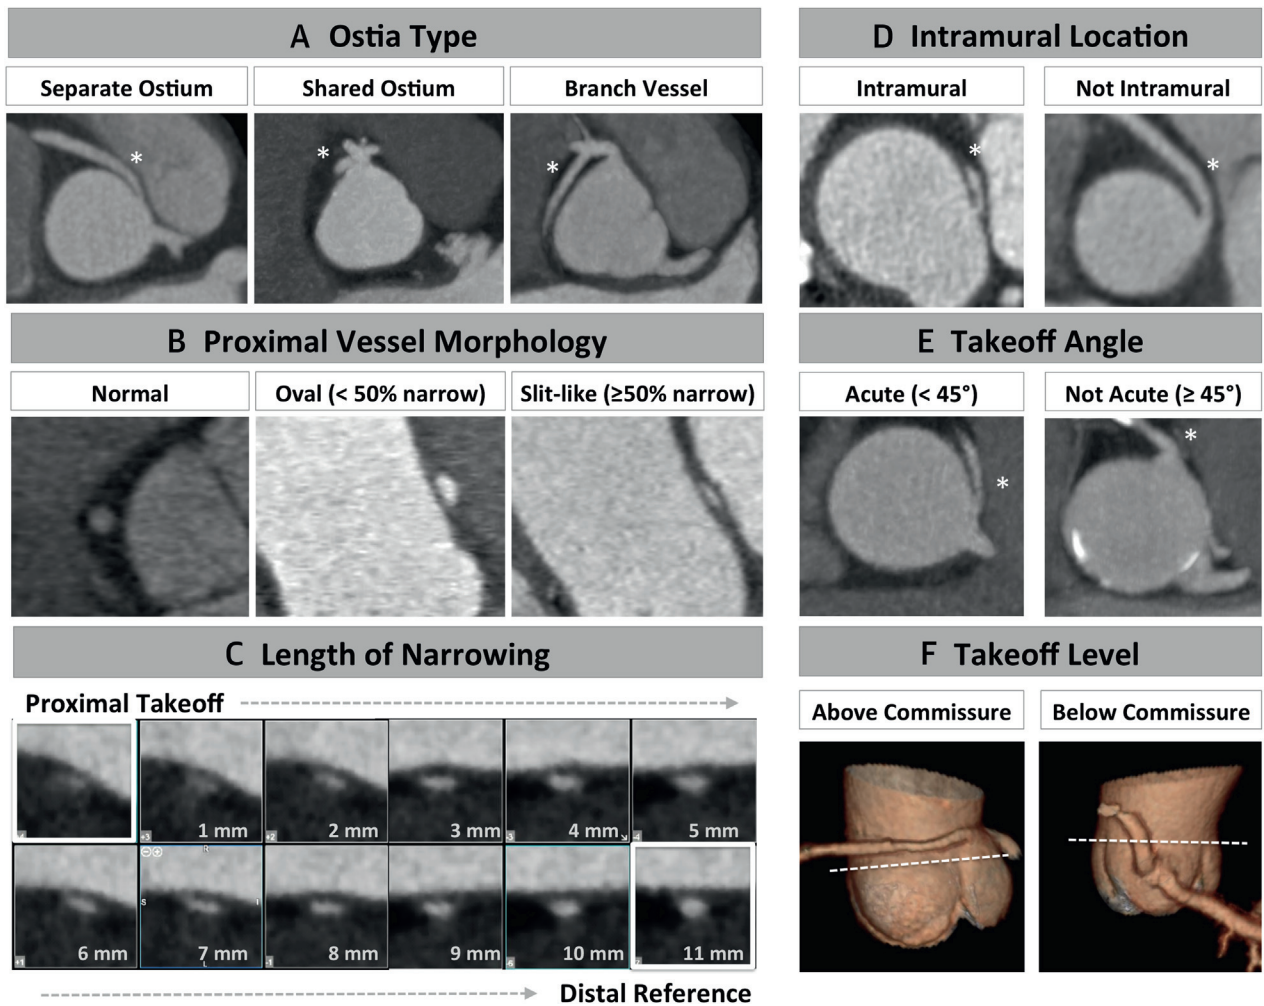 A Ostia Type
Separate Ostium
Shared Ostium
Branch Vessel
*
*
*
B Proximal Vessel Morphology
Normal
Oval (< 50% narrow)
Slit-like (≥50% narrow)
C Length of Narrowing
Proximal Takeoff
1 mm
2 mm
3 mm
4 mm
5 mm
6 mm
7 mm
8 mm
9 mm
10 mm
11 mm
Distal Reference
D Intramural Location
Intramural
Not Intramural
*
*
E Takeoff Angle
Acute (< 45°)
Not Acute (≥ 45°)
*
*
F Takeoff Level
Above Commissure
Below Commissure